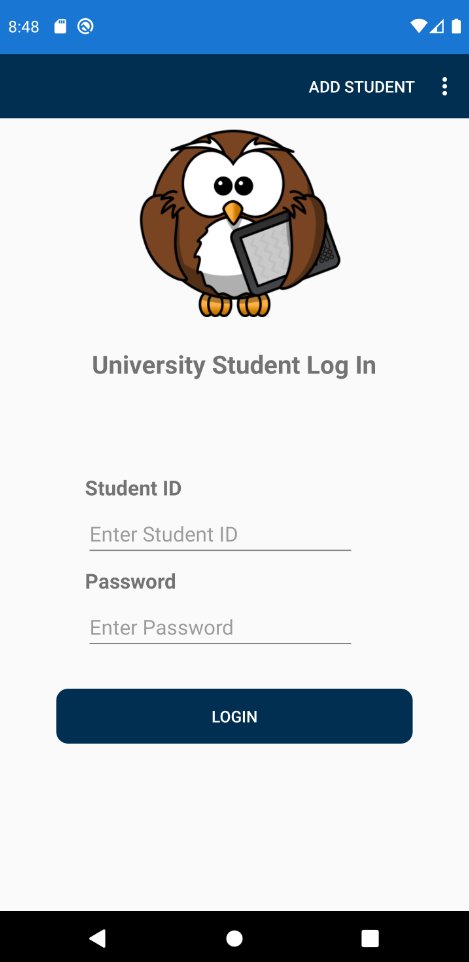 8:48
ADD STUDENT
University Student Log In
Student ID
Enter Student ID
Password
Enter Password
LOGIN